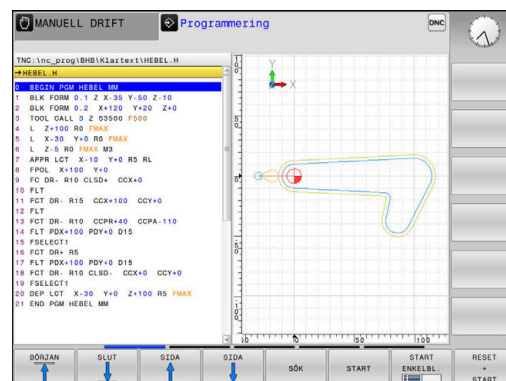 MANUELL DRIFT
Programmering
DNC
TNC:\nc_prog\BHB\Klartext\HEBEL.H
→HEBEL.H
0 BEGIN PGM HEBEL MM
1 BLK FORM 0.1 Z X-35 Y-50 Z-10
2 BLK FORM 0.2 X+120 Y+20 Z+0
3 TOOL CALL 3 Z S3500 F500
4 L Z+100 R0 FMAX
5 L X-30 Y+0 R0 FMAX
6 L Z-5 R0 FMAX M3
7 APPR LCT X-10 Y+0 R5 RL
8 FPOL X+100 Y+0
9 FC DR- R10 CLSD+ CCX+0
10 FLT
11 FCT DR- R15 CCX+100 CCY+0
12 FLT
13 FCT DR- R10 CCPR+40 CCPA-110
14 FLT PDX+100 PDY+0 D15
15 FSELECT1
16 FCT DR+ R5
17 FLT PDX+100 PDY+0 D15
18 FCT DR- R10 CLSD- CCX+0 CCY+0
19 FSELECT1
20 DEP LCT X-30 Y+0 Z+100 R5 FMAX
21 END PGM HEBEL MM
Y
X
50
100
BÖRJAN
SLUT
SIDA
SIDA
SÖK
START
START
ENKELBL.
RESET
+
START